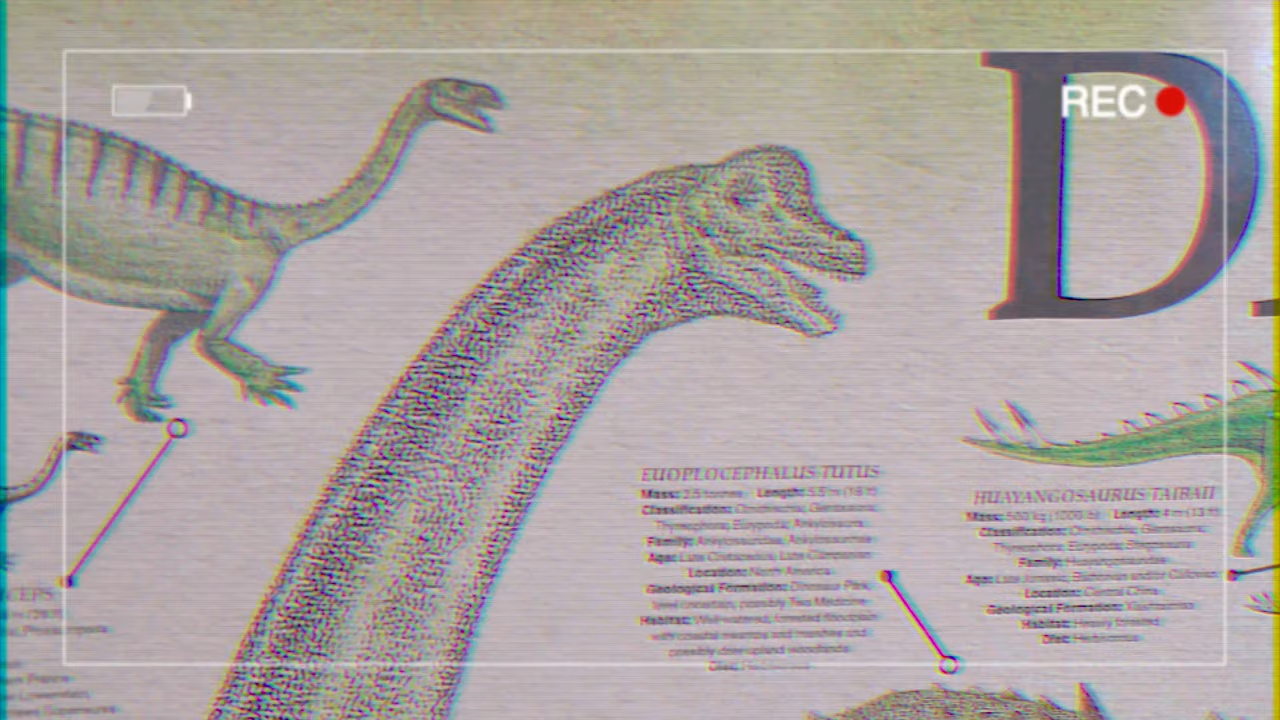 REC
D
EUOPLOCEPHALUS TUTUS
Mass: 2.5 tonnes Length: 5.5 m (18 ft)
Classification: Ornithischia, Genasauria,
Thyreophora, Eurypoda, Ankylosauria
Family: Ankylosauridae, Ankylosaurinae
Age: Late Cretaceous, Late Campanian
Location: North America
Geological Formation: Dinosaur Park,
level uncertain, possibly Two Medicine
Habitat: Well-watered, forested floodplain
with coastal swamps and marshes and
possibly drier upland woodlands
Diet: Herbivorous
HUAYANGOSAURUS TAIBAII
Mass: 500 kg (1000 lb) Length: 4 m (13 ft)
Classification: Ornithischia, Genasauria,
Thyreophora, Eurypoda, Stegosauria
Family: Huayangosauridae
Age: Late Jurassic, Bathonian and/or Callovian
Location: Central China
Geological Formation: Xiashaximiao
Habitat: Heavily forested
Diet: Herbivorous
CEPS